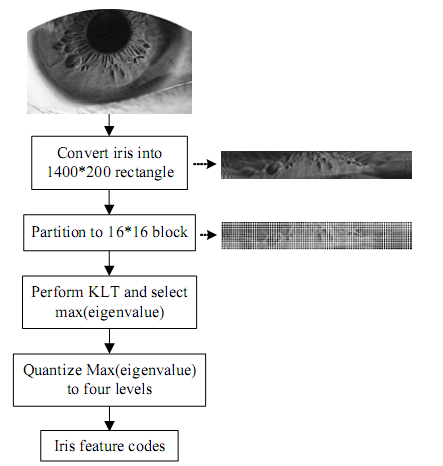 Convert iris into
1400*200 rectangle
Partition to 16*16 block
Perform KLT and select
max(eigenvalue)
Quantize Max(eigenvalue)
to four levels
Iris feature codes